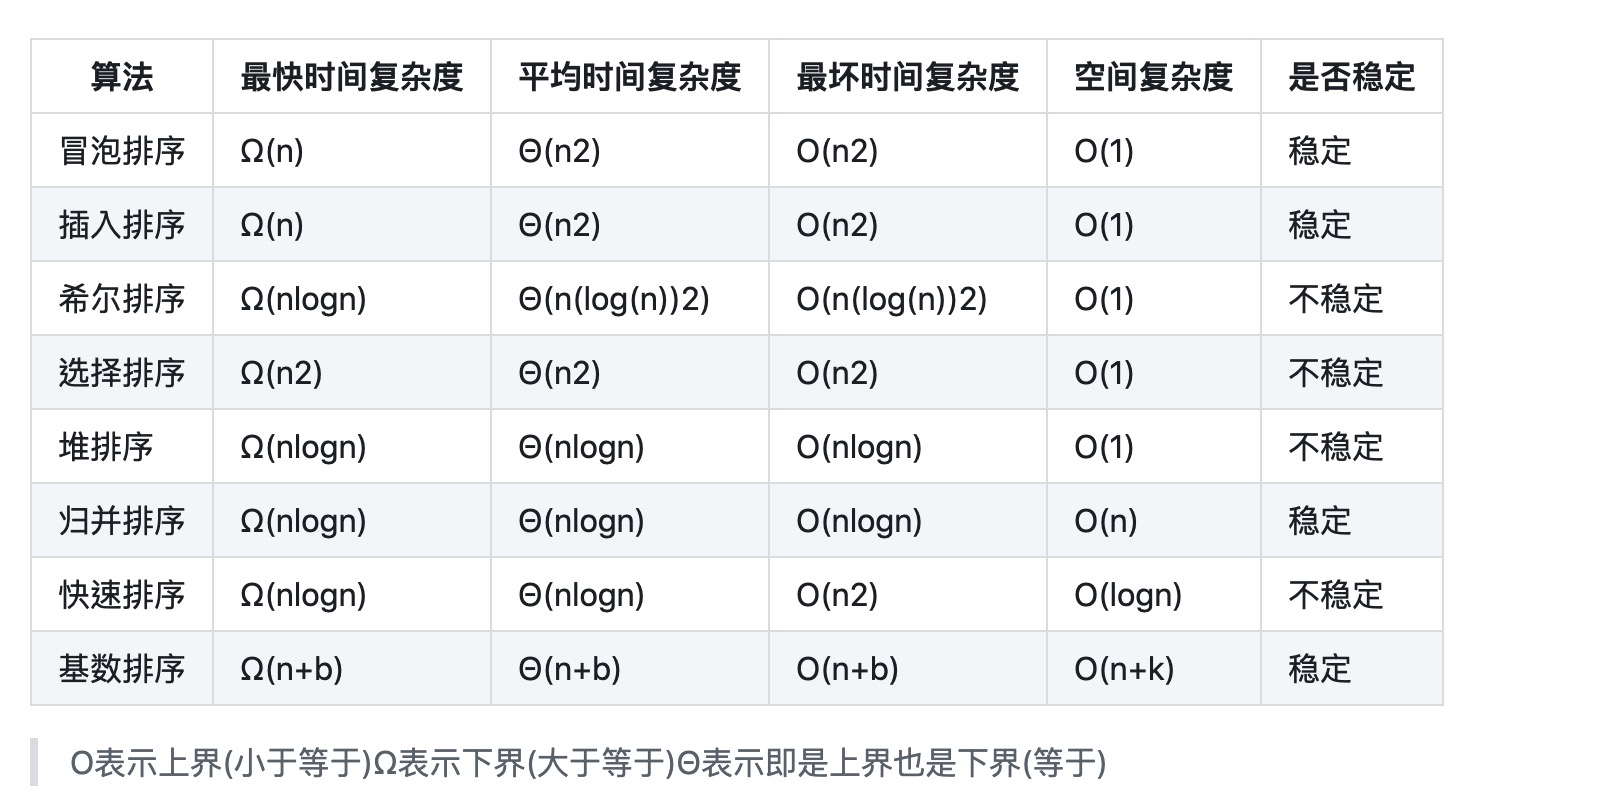 算法 最快时间复杂度 平均时间复杂度 最坏时间复杂度 空间复杂度 是否稳定
冒泡排序 Ω(n) Θ(n2) O(n2) O(1) 稳定
插入排序 Ω(n) Θ(n2) O(n2) O(1) 稳定
希尔排序 Ω(nlogn) Θ(n(log(n))2) O(n(log(n))2) O(1) 不稳定
选择排序 Ω(n2) Θ(n2) O(n2) O(1) 不稳定
堆排序 Ω(nlogn) Θ(nlogn) O(nlogn) O(1) 不稳定
归并排序 Ω(nlogn) Θ(nlogn) O(nlogn) O(n) 稳定
快速排序 Ω(nlogn) Θ(nlogn) O(n2) O(logn) 不稳定
基数排序 Ω(n+b) Θ(n+b) O(n+b) O(n+k) 稳定
O表示上界(小于等于)Ω表示下界(大于等于)Θ表示即是上界也是下界(等于)